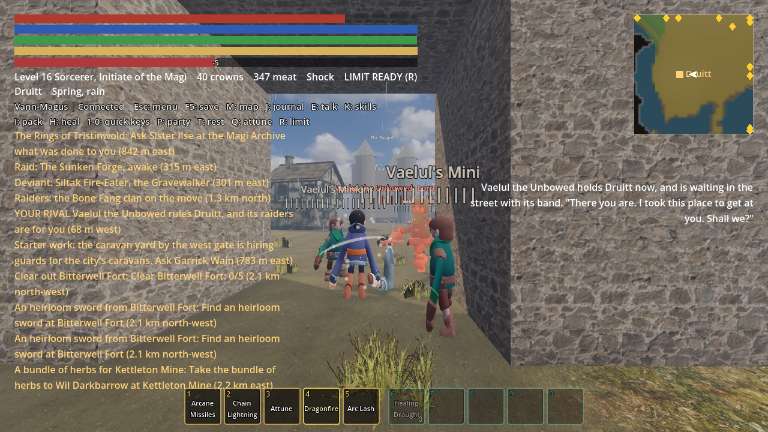 -5
Level 16 Sorcerer, Initiate of the Magi   40 crowns   347 meat   Shock   LIMIT READY (R)
Druitt   Spring, rain
Vann-Magus   Connected   Esc: menu   F5: save   M: map   J: journal   E: talk   K: skills
I: pack   H: heal   1-0: quick keys   P: party   T: rest   Q: attune   R: limit
The Rings of Tristinwold: Ask Sister Ilse at the Magi Archive
what was done to you (842 m east)
Raid: The Sunken Forge, awake (315 m east)
Deviant: Siltak Fire-Eater, the Gravewalker (301 m east)
Raiders: the Bone Fang clan on the move (1.3 km north)
YOUR RIVAL Vaelul the Unbowed rules Druitt, and its raiders
are for you (68 m west)
Starter work: the caravan yard by the west gate is hiring
guards for the city's caravans. Ask Garrick Wain (783 m east)
Clear out Bitterwell Fort: Clear Bitterwell Fort: 0/5 (2.1 km
north-west)
An heirloom sword from Bitterwell Fort: Find an heirloom
sword at Bitterwell Fort (2.1 km north-west)
An heirloom sword from Bitterwell Fort: Find an heirloom
sword at Bitterwell Fort (2.1 km north-west)
A bundle of herbs for Kettleton Mine: Take the bundle of
herbs to Wil Darkbarrow at Kettleton Mine (2.2 km east)
Vaelul's Mini
Vaelul's Minion
Druitt
Vaelul the Unbowed holds Druitt now, and is waiting in the
street with its band. "There you are. I took this place to get at
you. Shall we?"
1 Arcane Missiles
2 Chain Lightning
3 Attune
4 Dragonfire
5 Arc Lash
Healing Draught